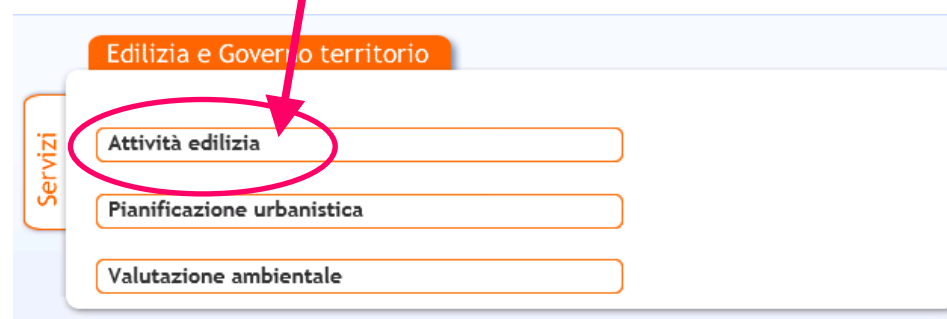 Edilizia e Governo territorio
Servizi
Attività edilizia
Pianificazione urbanistica
Valutazione ambientale